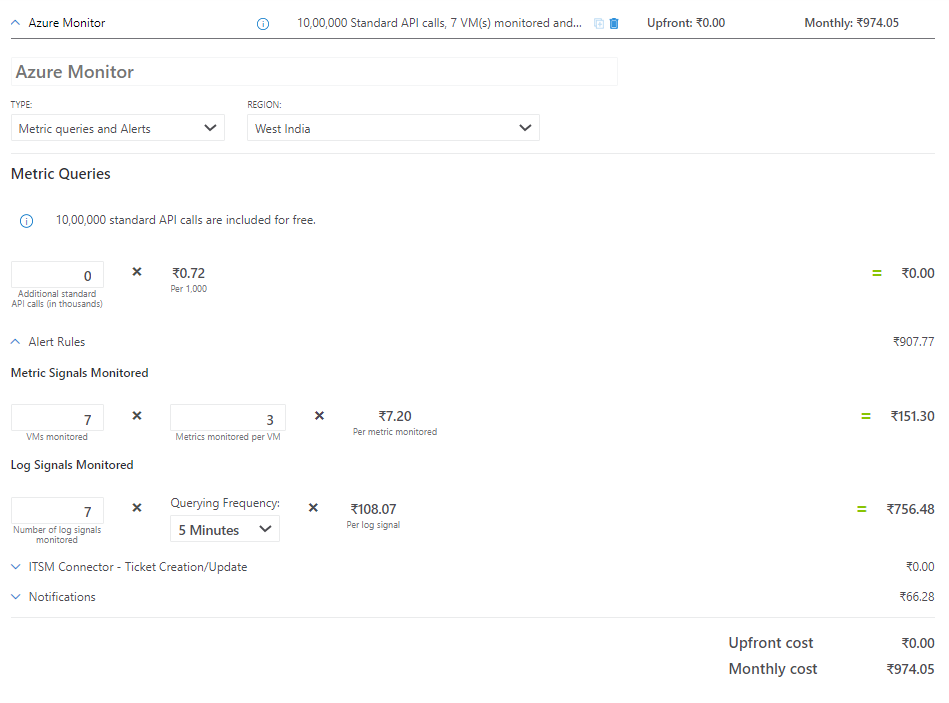 Azure Monitor
10,00,000 Standard API calls, 7 VM(s) monitored and...
Upfront: ₹0.00
Monthly: ₹974.05
Azure Monitor
TYPE:
REGION:
Metric queries and Alerts
West India
Metric Queries
10,00,000 standard API calls are included for free.
0 × ₹0.72 = ₹0.00
Per 1,000
Additional standard
API calls (in thousands)
Alert Rules ₹907.77
Metric Signals Monitored
7 × 3 × ₹7.20 = ₹151.30
VMs monitored Metrics monitored per VM Per metric monitored
Log Signals Monitored
Querying Frequency:
7 × 5 Minutes × ₹108.07 = ₹756.48
Per log signal
Number of log signals
monitored
ITSM Connector - Ticket Creation/Update ₹0.00
Notifications ₹66.28
Upfront cost ₹0.00
Monthly cost ₹974.05